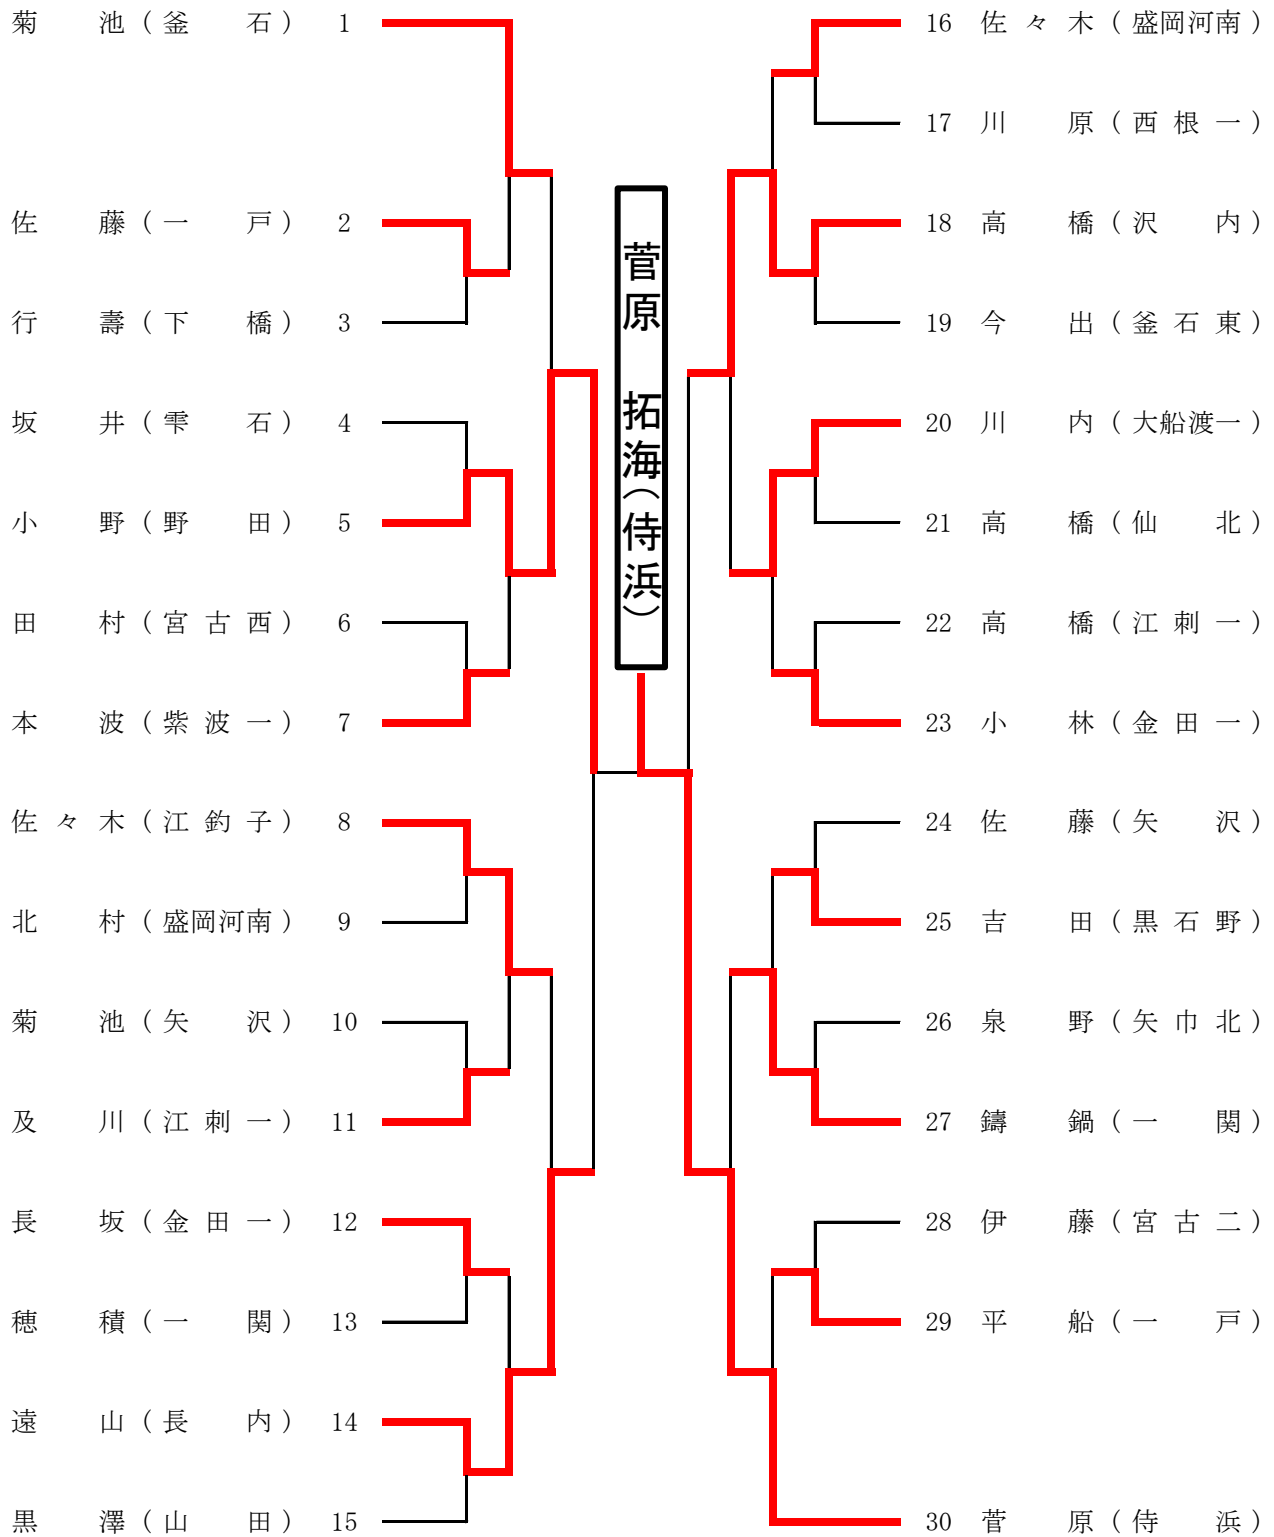 菊池（釜石） 1
佐藤（一戸） 2
行壽（下橋） 3
坂井（雫石） 4
小野（野田） 5
田村（宮古西） 6
本波（紫波一） 7
佐々木（江釣子） 8
北村（盛岡河南） 9
菊池（矢沢） 10
及川（江刺一） 11
長坂（金田一） 12
穂積（一関） 13
遠山（長内） 14
黒澤（山田） 15
菅原　拓海（侍浜）
16 佐々木（盛岡河南）
17 川原（西根一）
18 高橋（沢内）
19 今出（釜石東）
20 川内（大船渡一）
21 高橋（仙北）
22 高橋（江刺一）
23 小林（金田一）
24 佐藤（矢沢）
25 吉田（黒石野）
26 泉野（矢巾北）
27 鑄鍋（一関）
28 伊藤（宮古二）
29 平船（一戸）
30 菅原（侍浜）